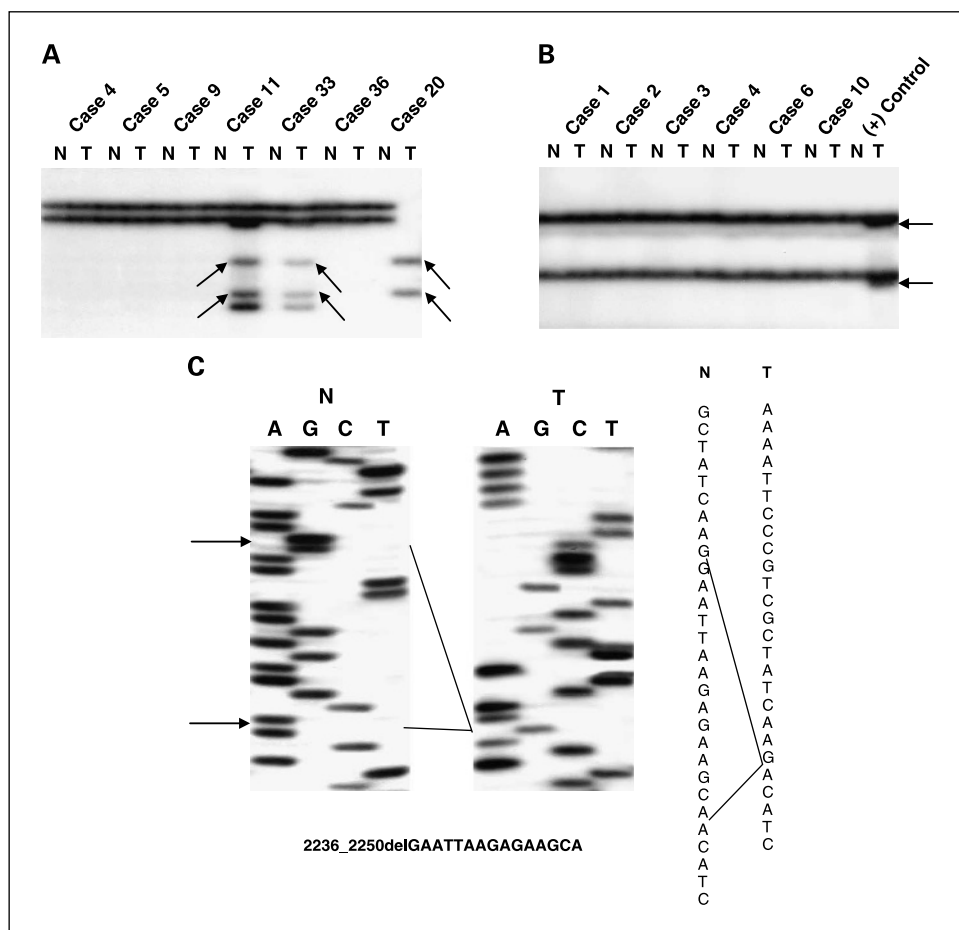 A
Case 4 Case 5 Case 9 Case 11 Case 33 Case 36 Case 20
N T N T N T N T N T N T N T
B
Case 1 Case 2 Case 3 Case 4 Case 6 Case 10 (+) Control
N T N T N T N T N T N T N T
C
N
A G C T
T
A G C T
2236_2250delGAATTAAGAGAAGCA
N
G C T A T C A A G G A A T T A A G A G A A G C A A C A T C
T
A A A A T T C C C G T C G C T A T C A A G A C A T C